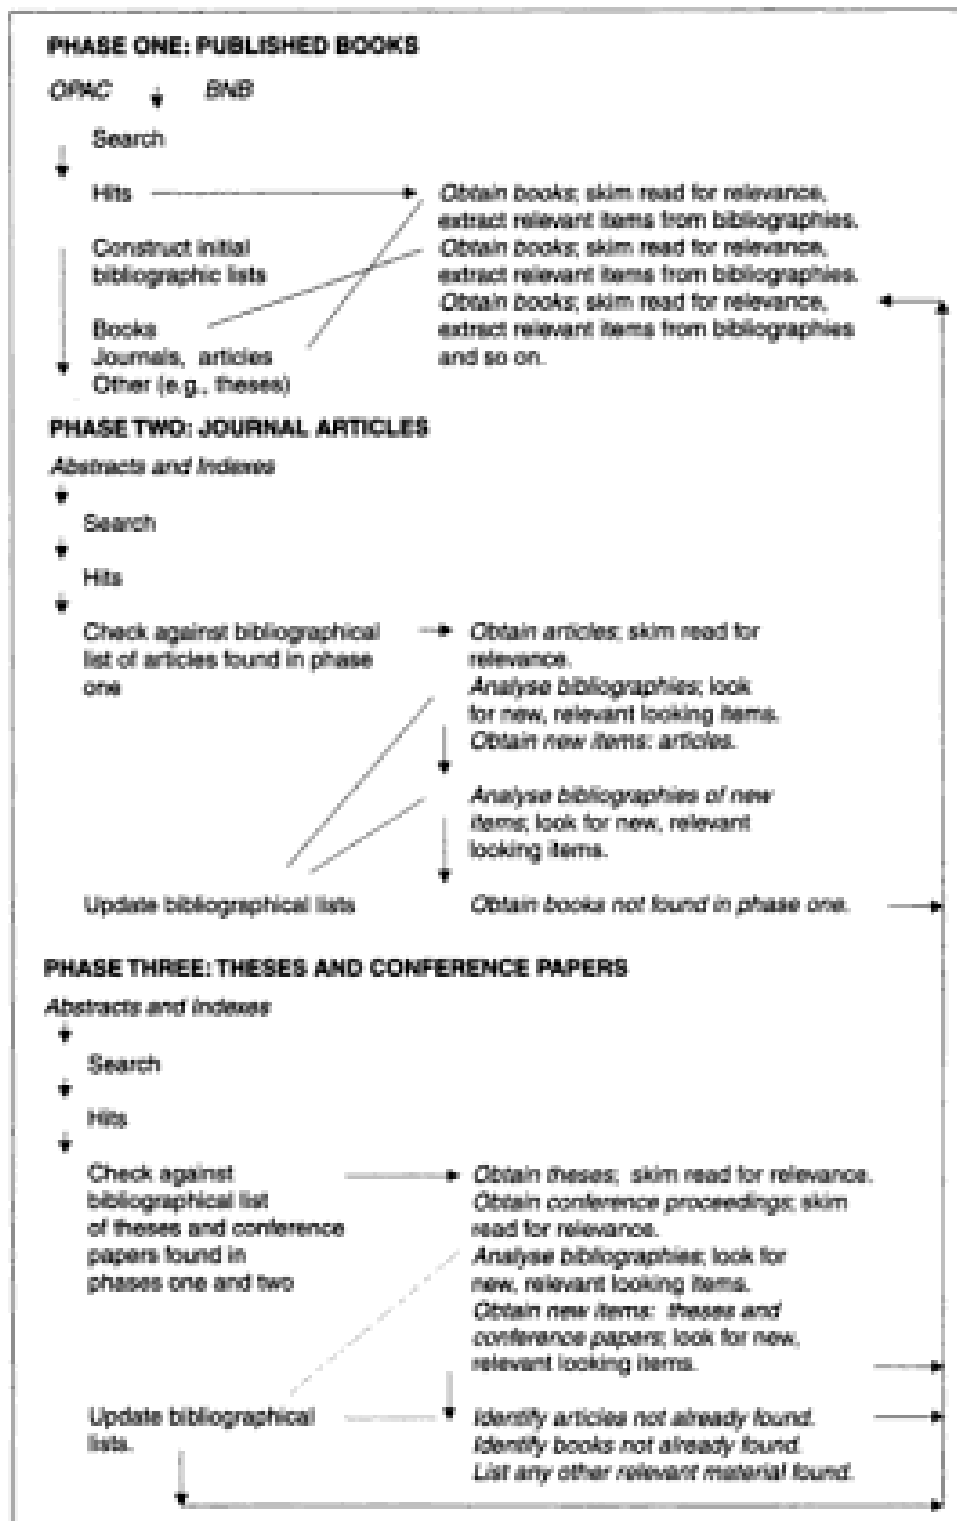 PHASE ONE: PUBLISHED BOOKS
OPAC BNB
Search
Hits
Obtain books; skim read for relevance,
extract relevant items from bibliographies.
Construct initial
bibliographic lists
Obtain books; skim read for relevance,
extract relevant items from bibliographies.
Obtain books; skim read for relevance,
extract relevant items from bibliographies
and so on.
Books
Journals, articles
Other (e.g., theses)
PHASE TWO: JOURNAL ARTICLES
Abstracts and Indexes
Search
Hits
Check against bibliographical
list of articles found in phase
one
Obtain articles; skim read for
relevance.
Analyse bibliographies; look
for new, relevant looking items.
Obtain new items: articles.
Analyse bibliographies of new
items; look for new, relevant
looking items.
Update bibliographical lists
Obtain books not found in phase one.
PHASE THREE: THESES AND CONFERENCE PAPERS
Abstracts and Indexes
Search
Hits
Check against
bibliographical list
of theses and conference
papers found in
phases one and two
Obtain theses; skim read for relevance.
Obtain conference proceedings; skim
read for relevance.
Analyse bibliographies; look for
new, relevant looking items.
Obtain new items: theses and
conference papers; look for new,
relevant looking items.
Update bibliographical
lists.
Identify articles not already found.
Identify books not already found.
List any other relevant material found.